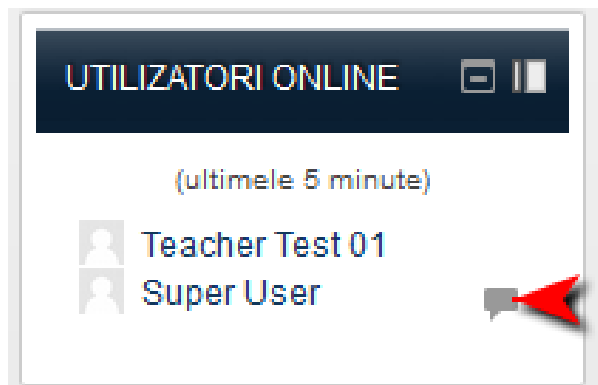 UTILIZATORI ONLINE
(ultimele 5 minute)
Teacher Test 01
Super User